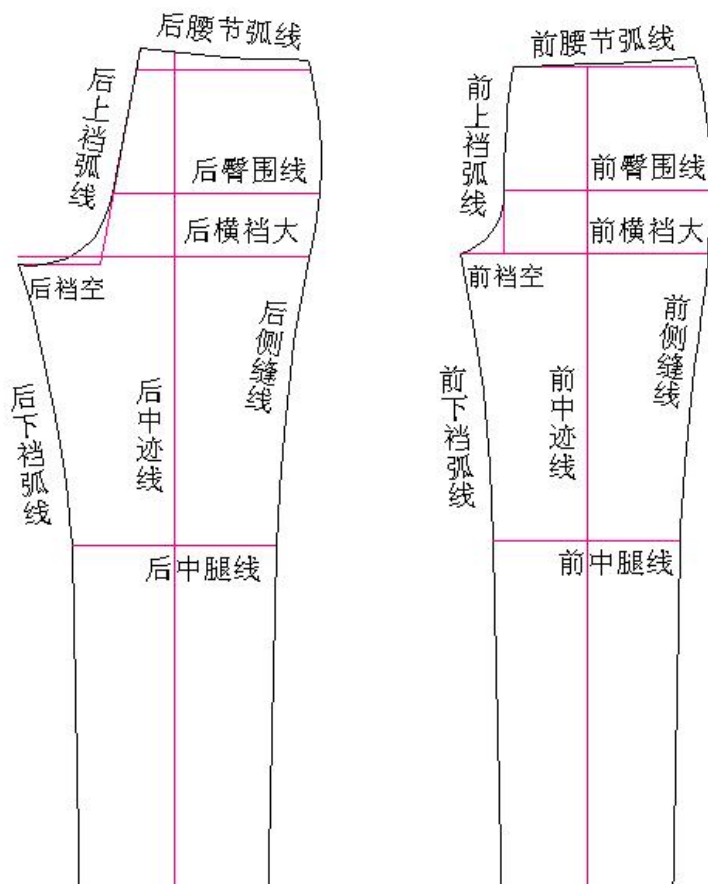 后腰节弧线
后上裆弧线
后臀围线
后横裆大
后裆空
后侧缝线
后下裆弧线
后中迹线
后中腿线
前腰节弧线
前上裆弧线
前臀围线
前横裆大
前裆空
前侧缝线
前下裆弧线
前中迹线
前中腿线